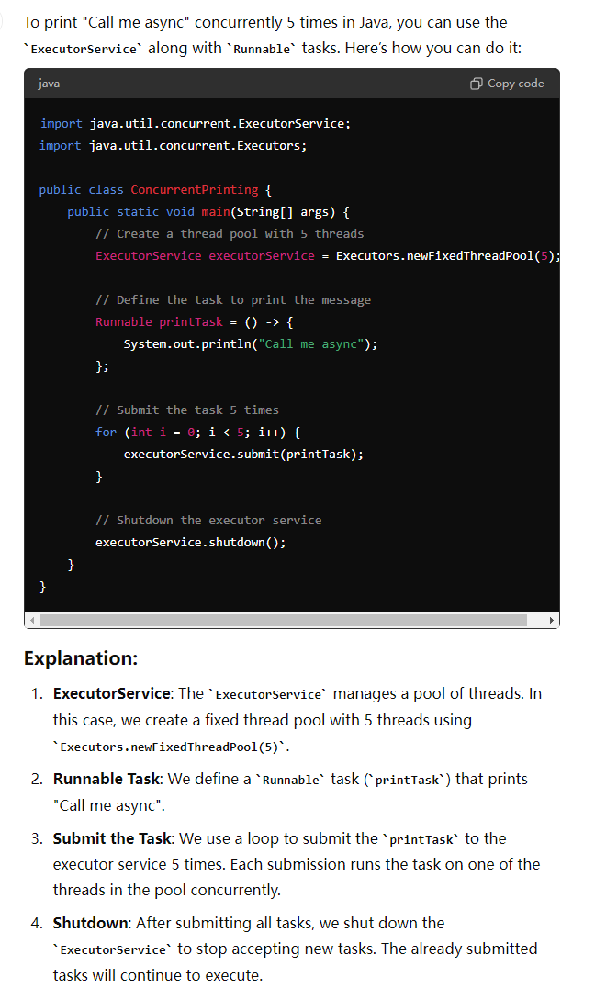 To print "Call me async" concurrently 5 times in Java, you can use the
`ExecutorService` along with `Runnable` tasks. Here's how you can do it:
java Copy code
import java.util.concurrent.ExecutorService;
import java.util.concurrent.Executors;
public class ConcurrentPrinting {
    public static void main(String[] args) {
        // Create a thread pool with 5 threads
        ExecutorService executorService = Executors.newFixedThreadPool(5);
        // Define the task to print the message
        Runnable printTask = () -> {
            System.out.println("Call me async");
        };
        // Submit the task 5 times
        for (int i = 0; i < 5; i++) {
            executorService.submit(printTask);
        }
        // Shutdown the executor service
        executorService.shutdown();
    }
}
Explanation:
1. ExecutorService: The `ExecutorService` manages a pool of threads. In
this case, we create a fixed thread pool with 5 threads using
`Executors.newFixedThreadPool(5)`.
2. Runnable Task: We define a `Runnable` task (`printTask`) that prints
"Call me async".
3. Submit the Task: We use a loop to submit the `printTask` to the
executor service 5 times. Each submission runs the task on one of the
threads in the pool concurrently.
4. Shutdown: After submitting all tasks, we shut down the
`ExecutorService` to stop accepting new tasks. The already submitted
tasks will continue to execute.